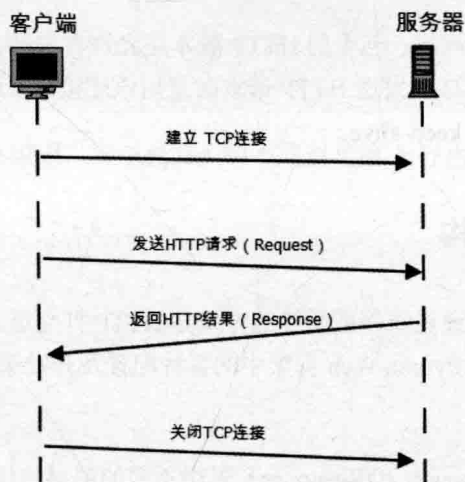 客户端
服务器
建立 TCP连接
发送HTTP请求（Request）
返回HTTP结果（Response）
关闭TCP连接